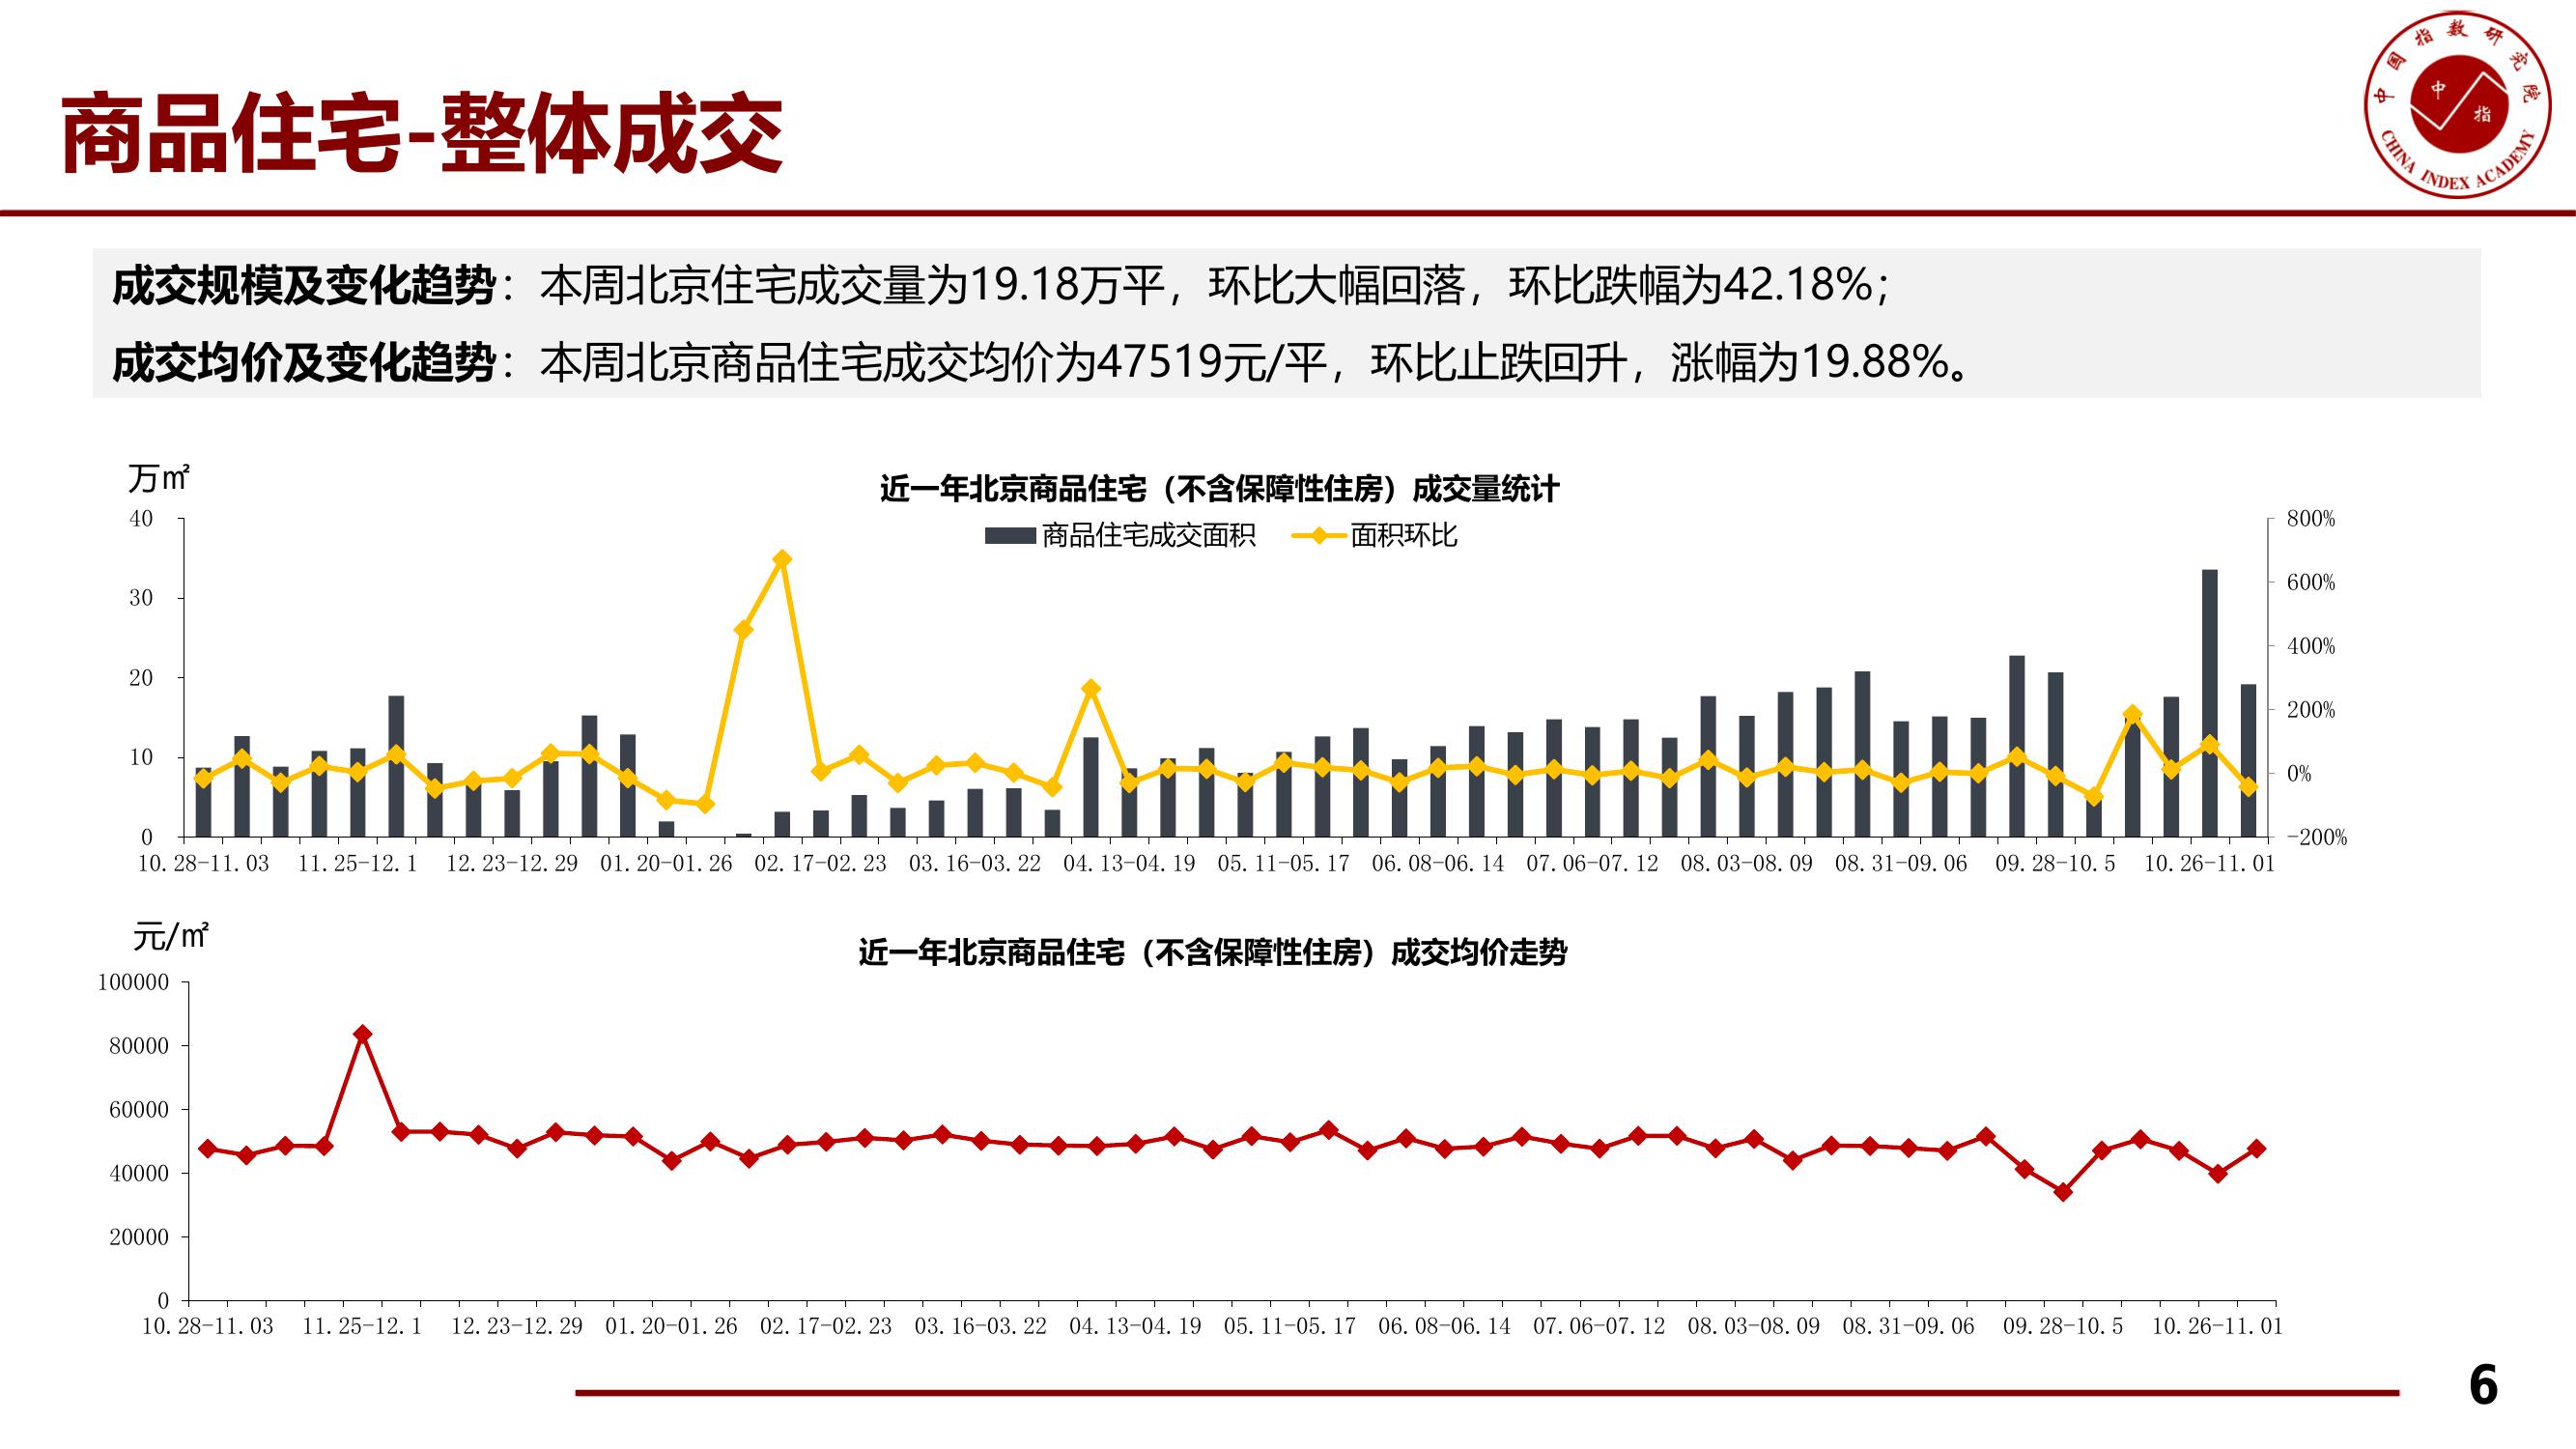 商品住宅-整体成交
中国指数研究院
中
指
CHINA INDEX ACADEMY
成交规模及变化趋势：本周北京住宅成交量为19.18万平，环比大幅回落，环比跌幅为42.18%；
成交均价及变化趋势：本周北京商品住宅成交均价为47519元/平，环比止跌回升，涨幅为19.88%。
万㎡
近一年北京商品住宅（不含保障性住房）成交量统计
商品住宅成交面积 面积环比
40
30
20
10
0
800%
600%
400%
200%
0%
-200%
10.28-11.03 11.25-12.1 12.23-12.29 01.20-01.26 02.17-02.23 03.16-03.22 04.13-04.19 05.11-05.17 06.08-06.14 07.06-07.12 08.03-08.09 08.31-09.06 09.28-10.5 10.26-11.01
元/㎡
近一年北京商品住宅（不含保障性住房）成交均价走势
100000
80000
60000
40000
20000
0
10.28-11.03 11.25-12.1 12.23-12.29 01.20-01.26 02.17-02.23 03.16-03.22 04.13-04.19 05.11-05.17 06.08-06.14 07.06-07.12 08.03-08.09 08.31-09.06 09.28-10.5 10.26-11.01
6